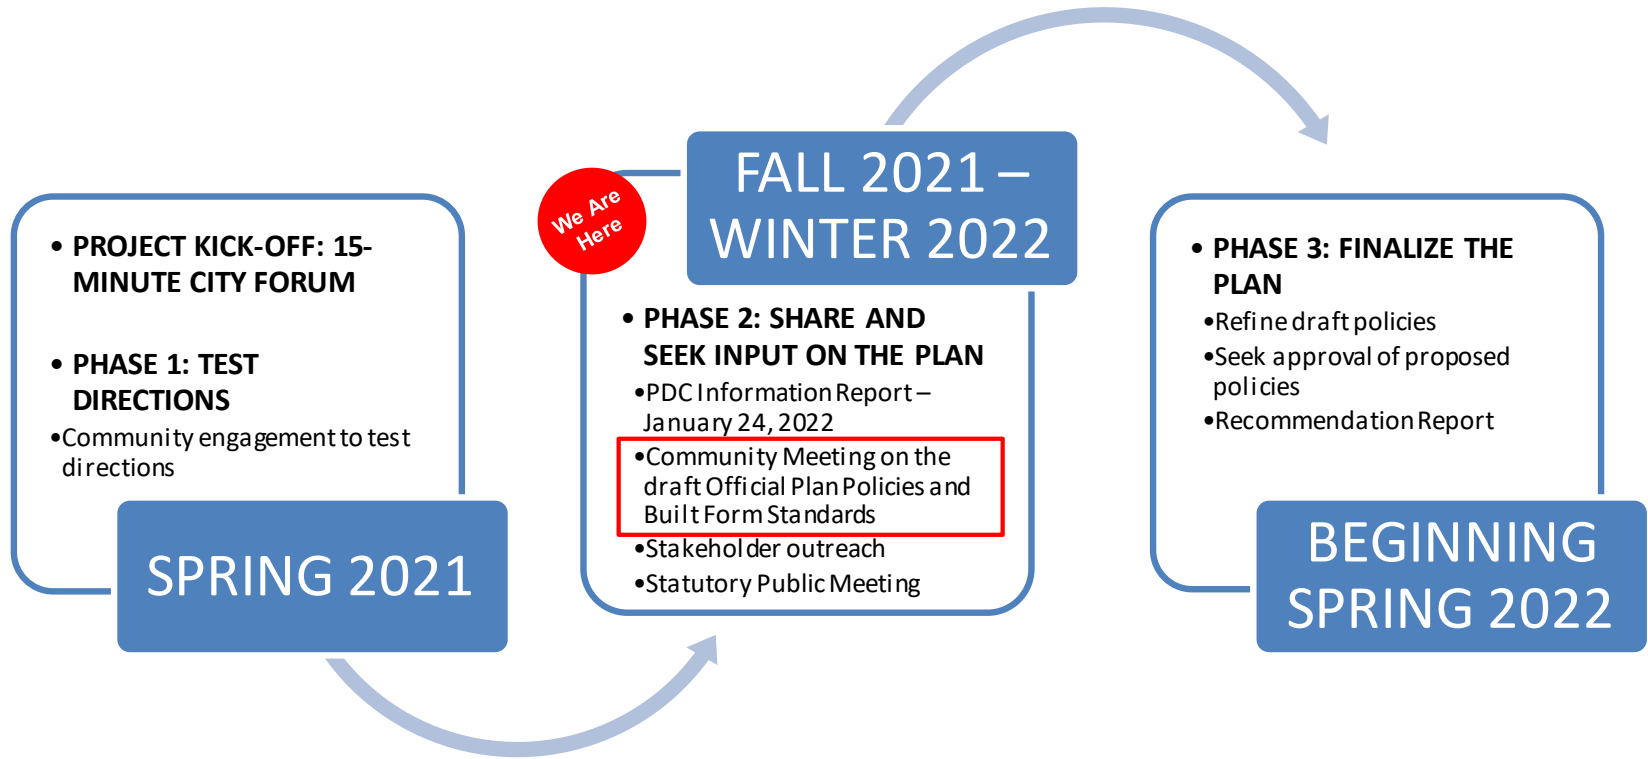 • PROJECT KICK-OFF: 15-
MINUTE CITY FORUM
• PHASE 1: TEST
DIRECTIONS
•Community engagement to test
directions
SPRING 2021
We Are
Here
FALL 2021 –
WINTER 2022
• PHASE 2: SHARE AND
SEEK INPUT ON THE PLAN
•PDC Information Report –
January 24, 2022
•Community Meeting on the
draft Official Plan Policies and
Built Form Standards
•Stakeholder outreach
•Statutory Public Meeting
• PHASE 3: FINALIZE THE
PLAN
•Refine draft policies
•Seek approval of proposed
policies
•Recommendation Report
BEGINNING
SPRING 2022